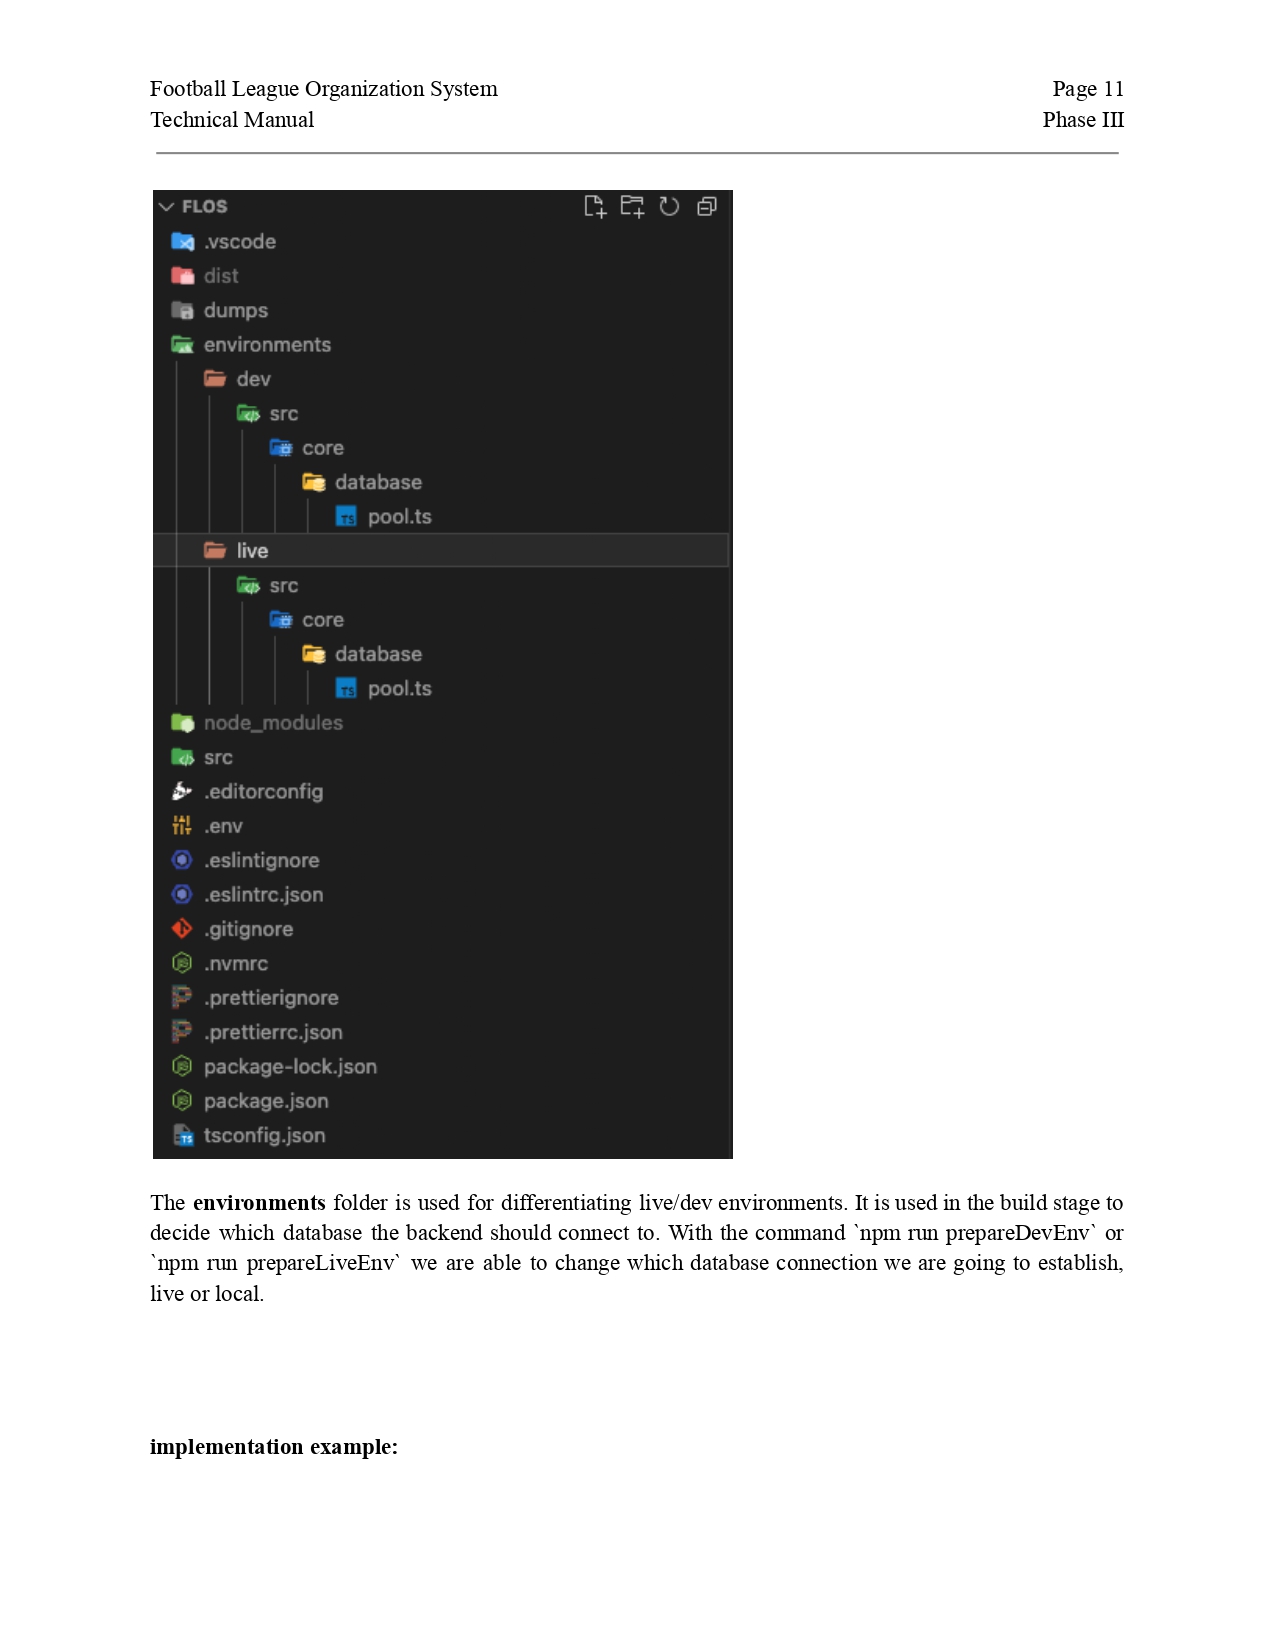 Football League Organization System Page 11
Technical Manual Phase III
FLOS
.vscode
dist
dumps
environments
dev
src
core
database
pool.ts
live
src
core
database
pool.ts
node_modules
src
.editorconfig
.env
.eslintignore
.eslintrc.json
.gitignore
.nvmrc
.prettierignore
.prettierrc.json
package-lock.json
package.json
tsconfig.json
The environments folder is used for differentiating live/dev environments. It is used in the build stage to
decide which database the backend should connect to. With the command `npm run prepareDevEnv` or
`npm run prepareLiveEnv` we are able to change which database connection we are going to establish,
live or local.
implementation example: